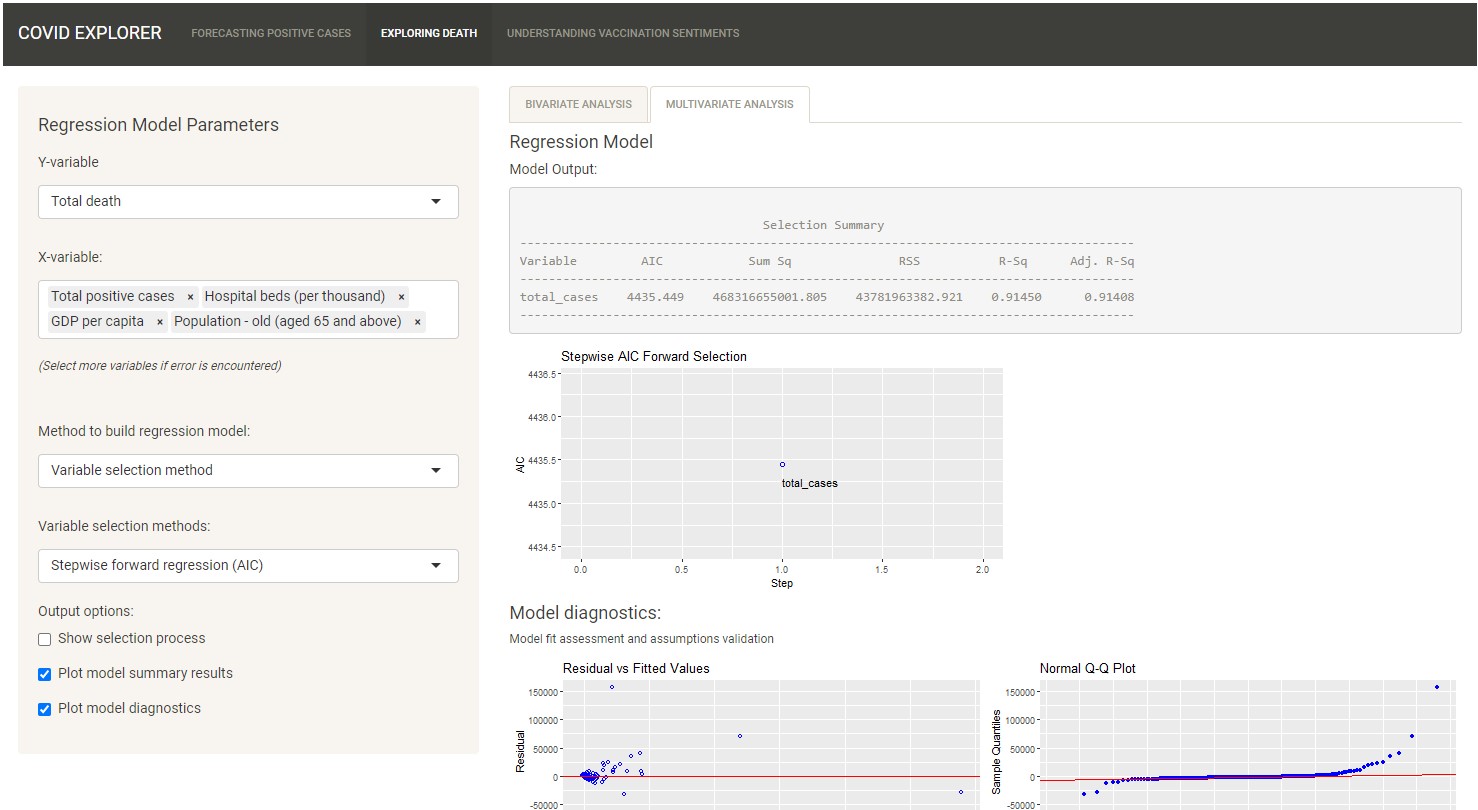 COVID EXPLORER FORECASTING POSITIVE CASES EXPLORING DEATH UNDERSTANDING VACCINATION SENTIMENTS
Regression Model Parameters
Y-variable
Total death
X-variable:
Total positive cases × Hospital beds (per thousand) ×
GDP per capita × Population - old (aged 65 and above) ×
(Select more variables if error is encountered)
Method to build regression model:
Variable selection method
Variable selection methods:
Stepwise forward regression (AIC)
Output options:
Show selection process
Plot model summary results
Plot model diagnostics
BIVARIATE ANALYSIS MULTIVARIATE ANALYSIS
Regression Model
Model Output:
Selection Summary
Variable AIC Sum Sq RSS R-Sq Adj. R-Sq
total_cases 4435.449 468316655001.805 43781963382.921 0.91450 0.91408
Stepwise AIC Forward Selection
4436.5
4436.0
4435.5
4435.0
4434.5
AIC
total_cases
0.0 0.5 1.0 1.5 2.0
Step
Model diagnostics:
Model fit assessment and assumptions validation
Residual vs Fitted Values
150000
100000
50000
0
-50000
Residual
Normal Q-Q Plot
150000
100000
50000
0
-50000
Sample Quantiles